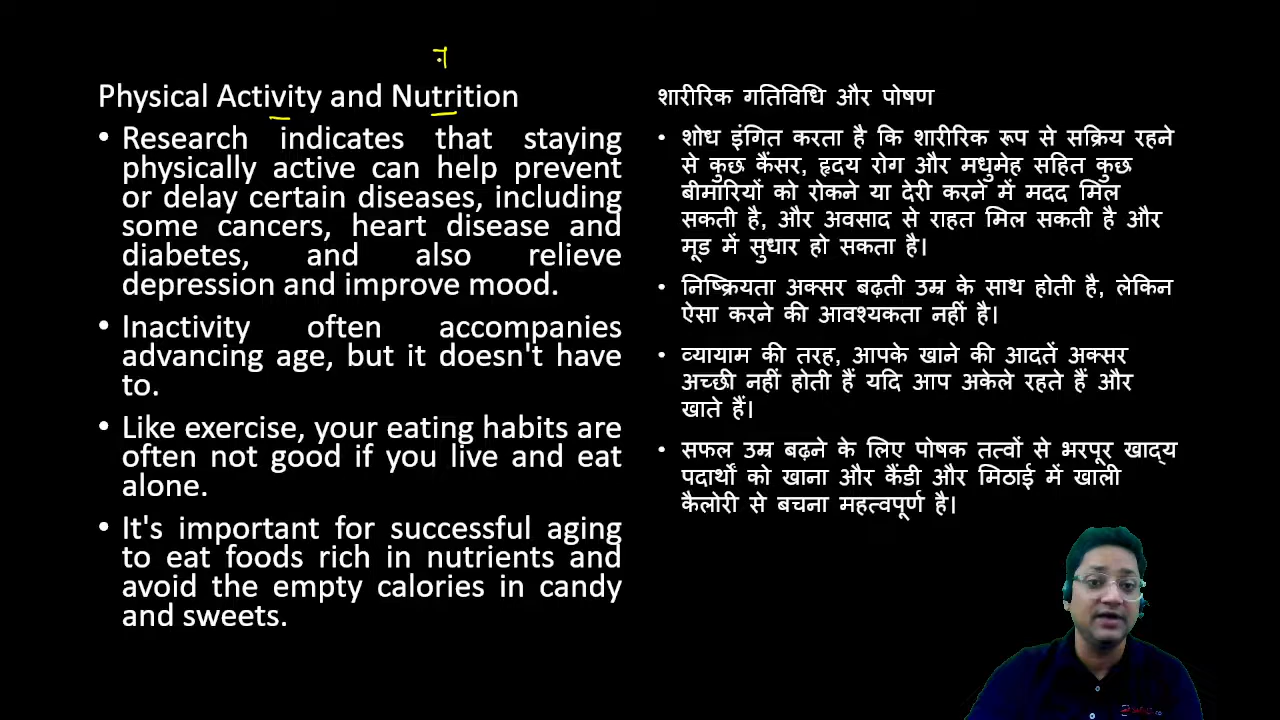 Physical Activity and Nutrition
• Research indicates that staying
physically active can help prevent
or delay certain diseases, including
some cancers, heart disease and
diabetes, and also relieve
depression and improve mood.
• Inactivity often accompanies
advancing age, but it doesn't have
to.
• Like exercise, your eating habits are
often not good if you live and eat
alone.
• It's important for successful aging
to eat foods rich in nutrients and
avoid the empty calories in candy
and sweets.
शारीरिक गतिविधि और पोषण
• शोध इंगित करता है कि शारीरिक रूप से सक्रिय रहने
से कुछ कैंसर, हृदय रोग और मधुमेह सहित कुछ
बीमारियों को रोकने या देरी करने में मदद मिल
सकती है, और अवसाद से राहत मिल सकती है और
मूड में सुधार हो सकता है।
• निष्क्रियता अक्सर बढ़ती उम्र के साथ होती है, लेकिन
ऐसा करने की आवश्यकता नहीं है।
• व्यायाम की तरह, आपके खाने की आदतें अक्सर
अच्छी नहीं होती हैं यदि आप अकेले रहते हैं और
खाते हैं।
• सफल उम्र बढ़ने के लिए पोषक तत्वों से भरपूर खाद्य
पदार्थों को खाना और कैंडी और मिठाई में खाली
कैलोरी से बचना महत्वपूर्ण है।